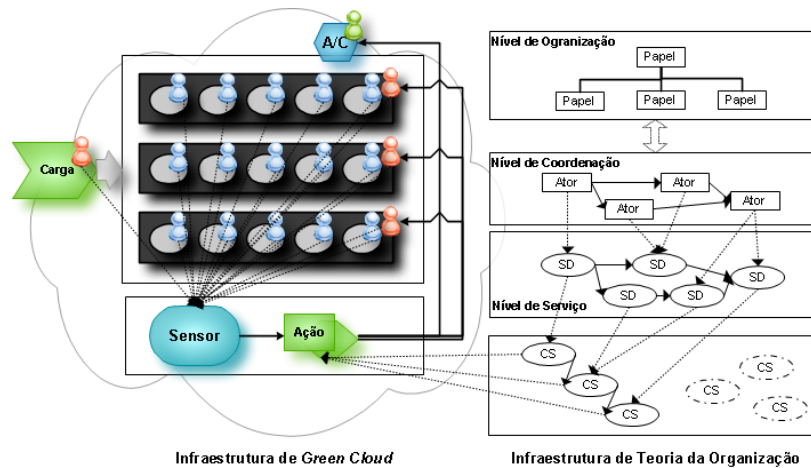 A/C
Carga
Sensor
Ação
Infraestrutura de Green Cloud
Nível de Ogranização
Papel
Papel
Papel
Papel
Nível de Coordenação
Ator
Ator
Ator
Ator
SD
SD
SD
SD
SD
Nível de Serviço
CS
CS
CS
CS
CS
CS
Infraestrutura de Teoria da Organização